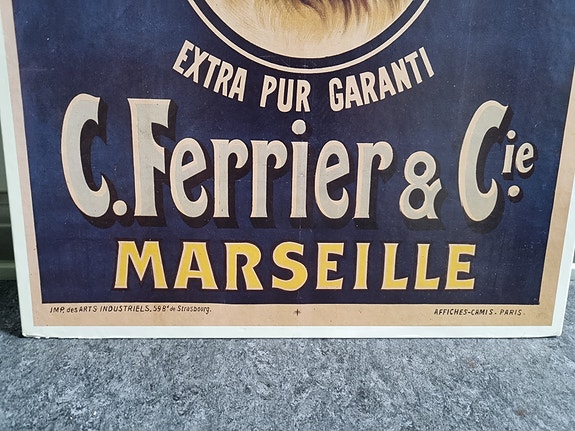 EXTRA PUR GARANTI
C. Ferrier & Cie.
MARSEILLE
IMP. des ARTS INDUSTRIELS, 59 Bd de Strasbourg.
AFFICHES-CAMIS - PARIS.